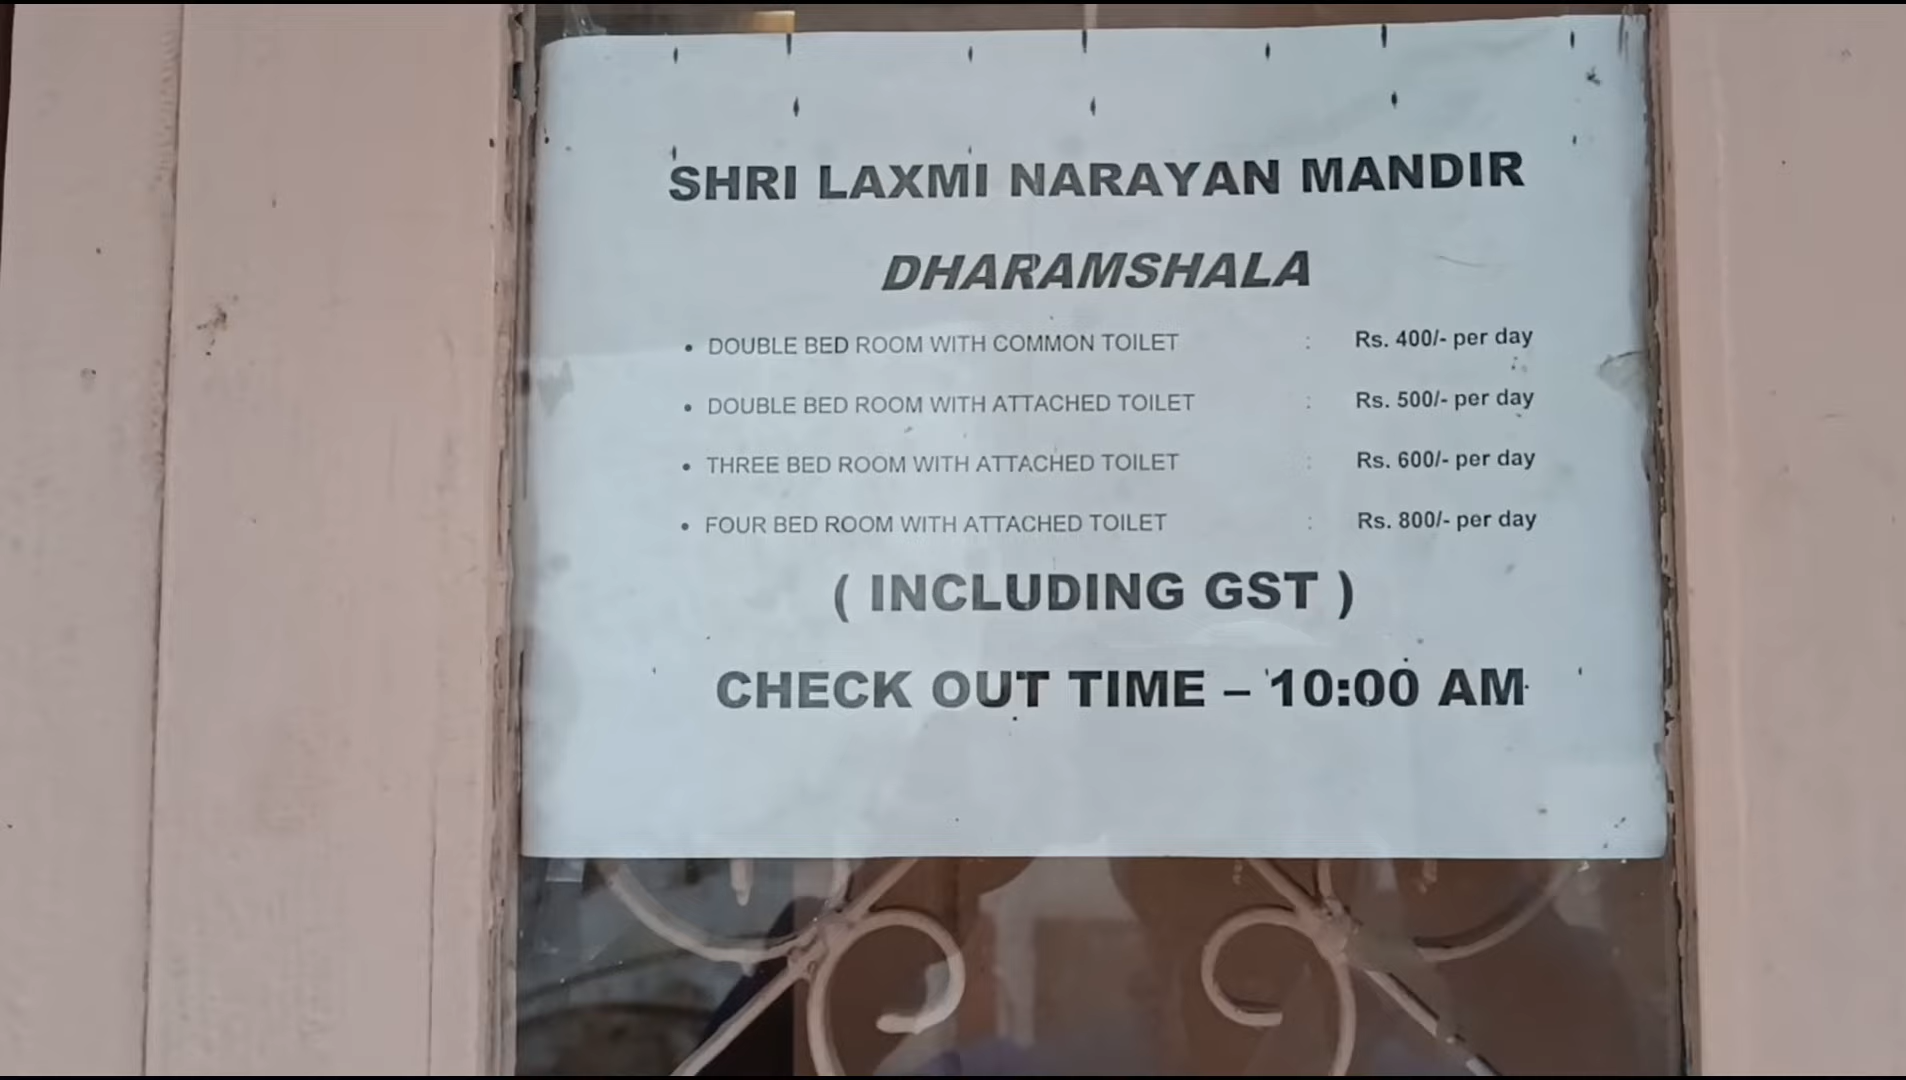 SHRI LAXMI NARAYAN MANDIR
DHARAMSHALA
• DOUBLE BED ROOM WITH COMMON TOILET : Rs. 400/- per day
• DOUBLE BED ROOM WITH ATTACHED TOILET : Rs. 500/- per day
• THREE BED ROOM WITH ATTACHED TOILET : Rs. 600/- per day
• FOUR BED ROOM WITH ATTACHED TOILET : Rs. 800/- per day
( INCLUDING GST )
CHECK OUT TIME – 10:00 AM